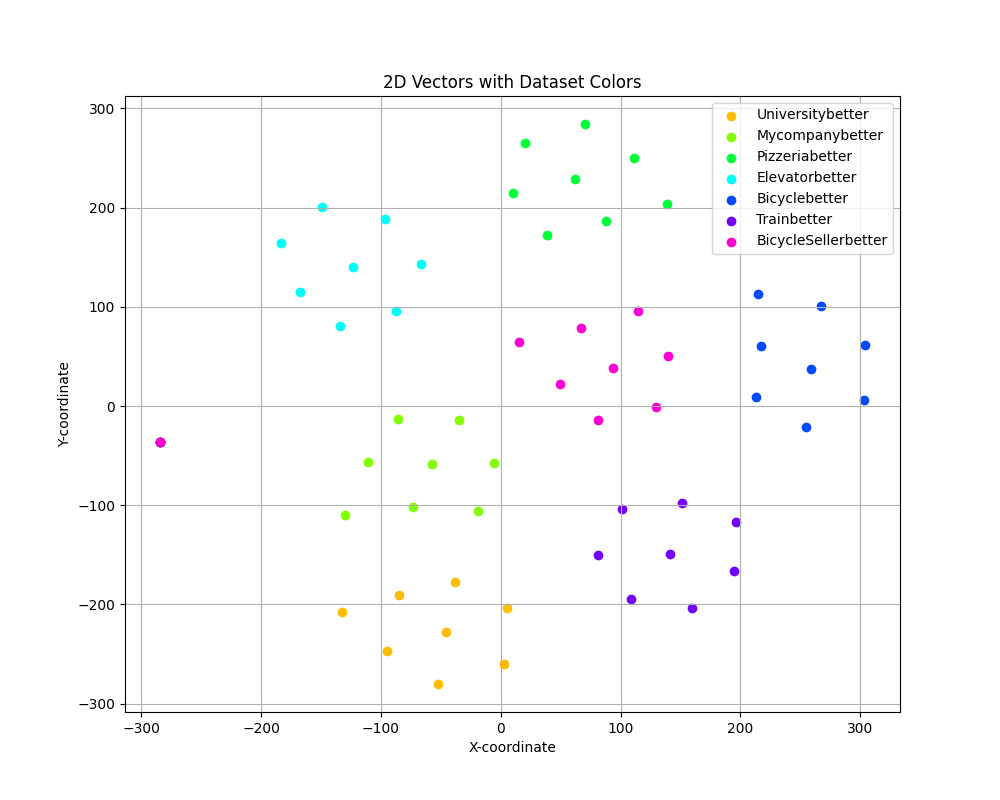 2D Vectors with Dataset Colors
Universitybetter
Mycompanybetter
Pizzeriabetter
Elevatorbetter
Bicyclebetter
Trainbetter
BicycleSellerbetter
300
200
100
0
−100
−200
−300
Y-coordinate
−300
−200
−100
0
100
200
300
X-coordinate